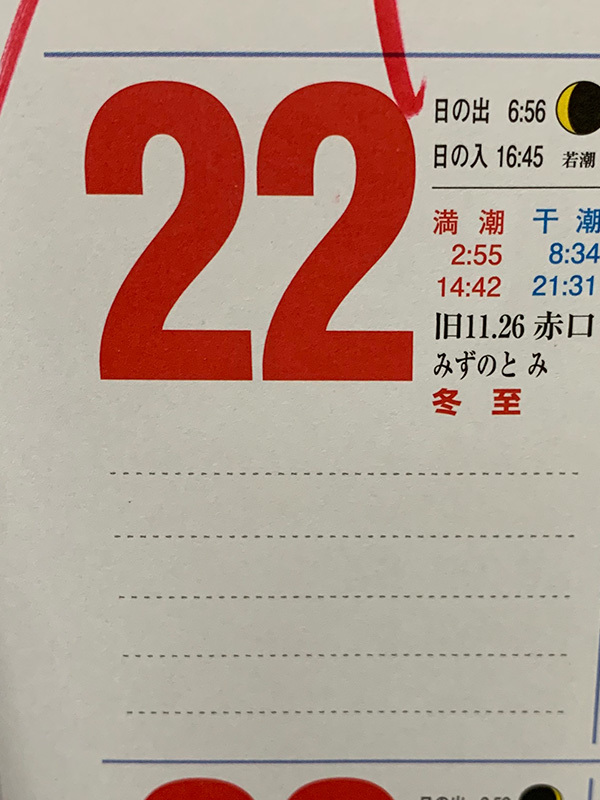 22
日の出 6:56
日の入 16:45 若潮
満潮 干潮
2:55 8:34
14:42 21:31
旧11.26 赤口
みずのと み
冬至